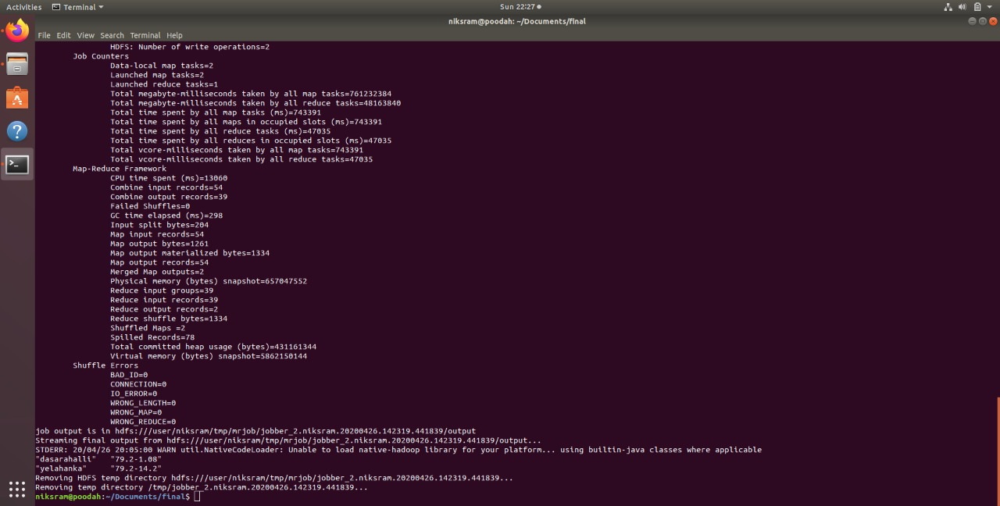 Activities Terminal Sun 22:27
niksram@poodah: ~/Documents/final
File Edit View Search Terminal Help
HDFS: Number of write operations=2
Job Counters
Data-local map tasks=2
Launched map tasks=2
Launched reduce tasks=1
Total megabyte-milliseconds taken by all map tasks=761232384
Total megabyte-milliseconds taken by all reduce tasks=48163840
Total time spent by all map tasks (ms)=743391
Total time spent by all maps in occupied slots (ms)=743391
Total time spent by all reduce tasks (ms)=47035
Total time spent by all reduces in occupied slots (ms)=47035
Total vcore-milliseconds taken by all map tasks=743391
Total vcore-milliseconds taken by all reduce tasks=47035
Map-Reduce Framework
CPU time spent (ms)=13060
Combine input records=54
Combine output records=39
Failed Shuffles=0
GC time elapsed (ms)=298
Input split bytes=204
Map input records=54
Map output bytes=1261
Map output materialized bytes=1334
Map output records=54
Merged Map outputs=2
Physical memory (bytes) snapshot=657047552
Reduce input groups=39
Reduce input records=39
Reduce output records=2
Reduce shuffle bytes=1334
Shuffled Maps =2
Spilled Records=78
Total committed heap usage (bytes)=431161344
Virtual memory (bytes) snapshot=5862150144
Shuffle Errors
BAD_ID=0
CONNECTION=0
IO_ERROR=0
WRONG_LENGTH=0
WRONG_MAP=0
WRONG_REDUCE=0
job output is in hdfs:///user/niksram/tmp/mrjob/jobber_2.niksram.20200426.142319.441839/output
Streaming final output from hdfs:///user/niksram/tmp/mrjob/jobber_2.niksram.20200426.142319.441839/output...
STDERR: 20/04/26 20:05:00 WARN util.NativeCodeLoader: Unable to load native-hadoop library for your platform... using builtin-java classes where applicable
"dasarahalli" "79.2-1.08"
"yelahanka" "79.2-14.2"
Removing HDFS temp directory hdfs:///user/niksram/tmp/mrjob/jobber_2.niksram.20200426.142319.441839...
Removing temp directory /tmp/jobber_2.niksram.20200426.142319.441839...
niksram@poodah:~/Documents/final$